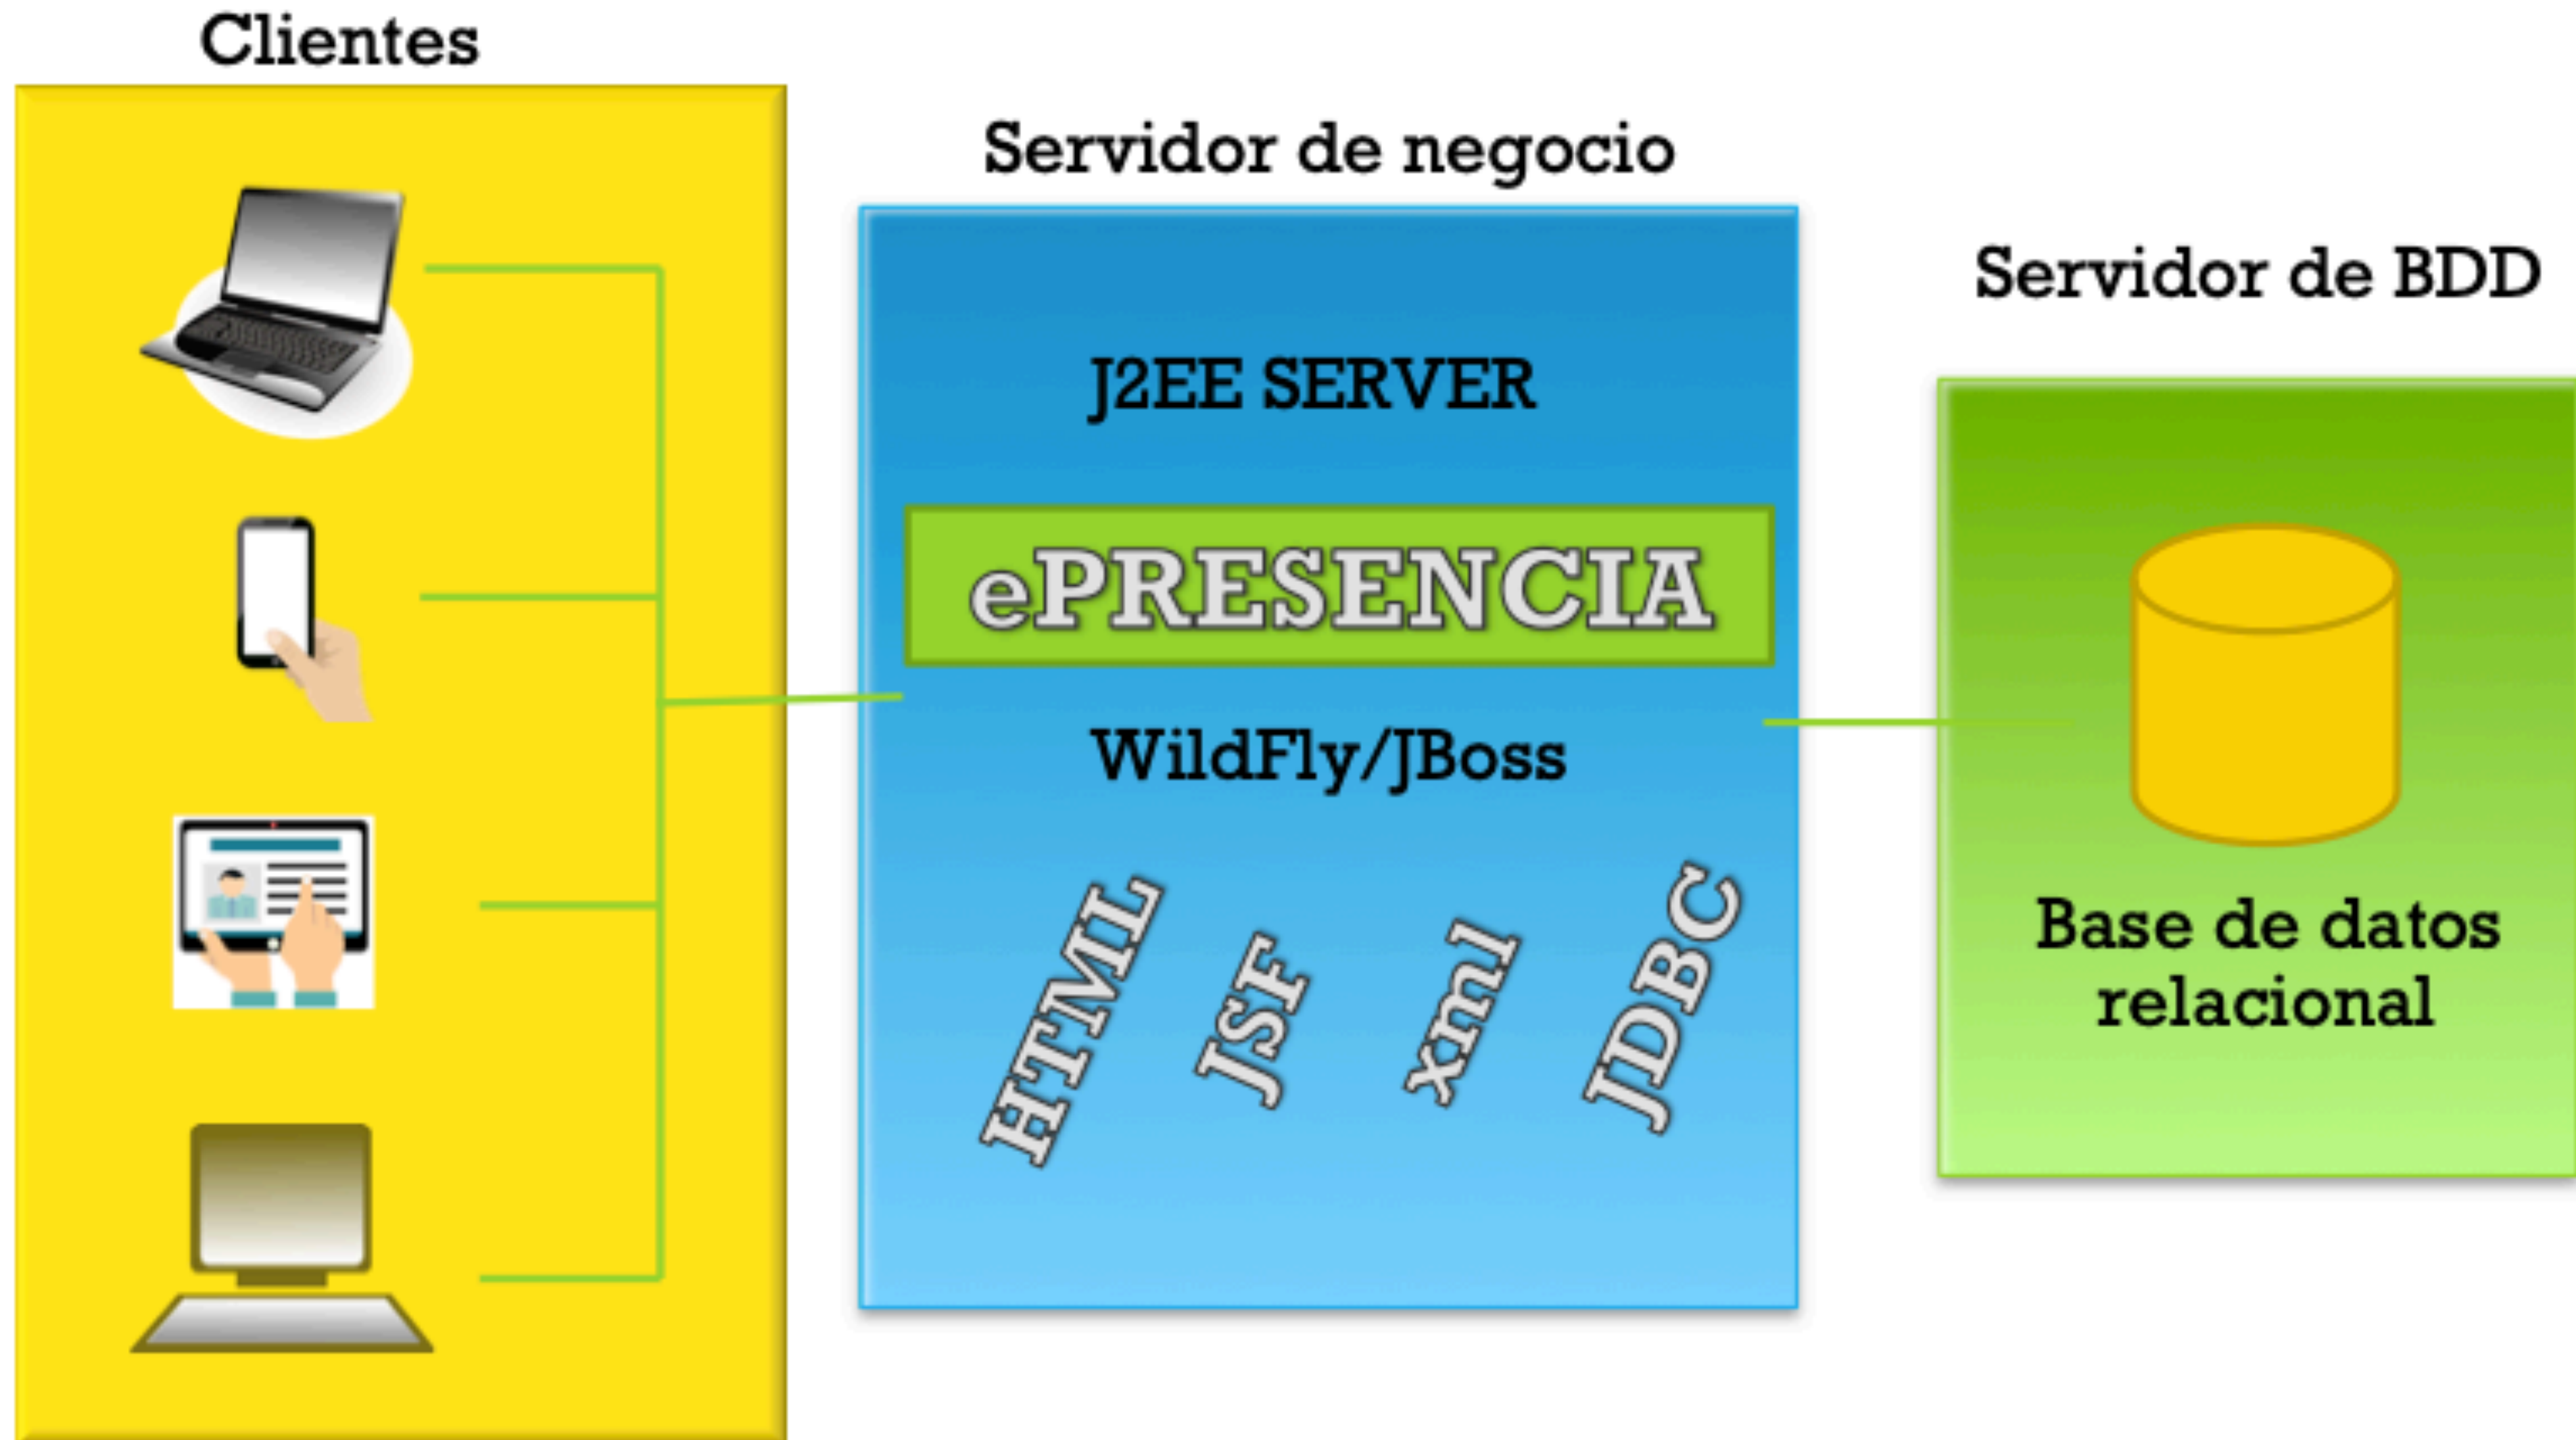 Clientes
Servidor de negocio
Servidor de BDD
J2EE SERVER
ePRESENCIA
WildFly/JBoss
HTML
JSF
xml
JDBC
Base de datos
relacional